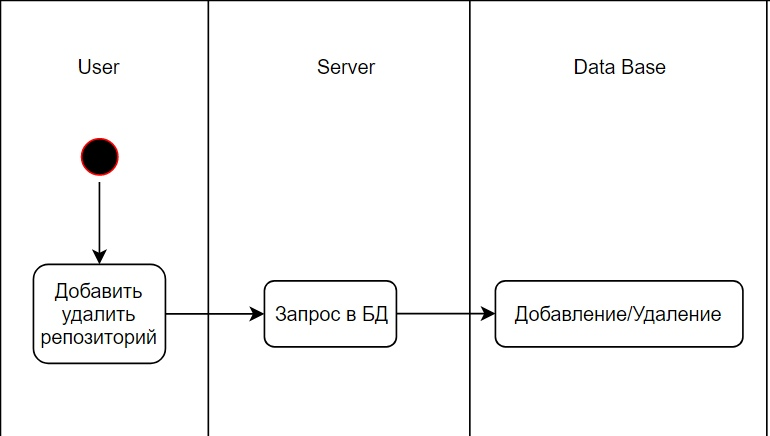 User
Server
Data Base
Добавить
удалить
репозиторий
Запрос в БД
Добавление/Удаление